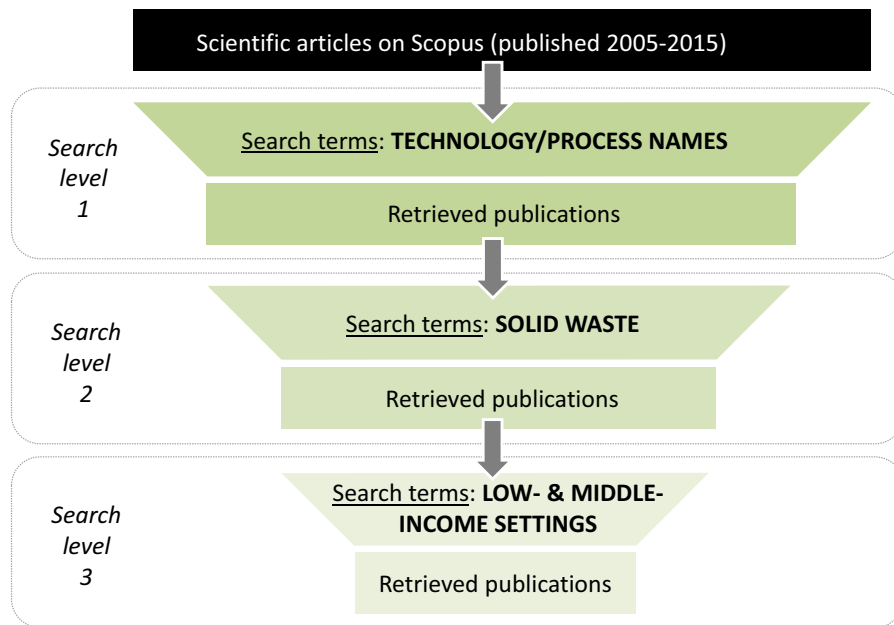 Scientific articles on Scopus (published 2005-2015)
Search
level
1
Search terms: TECHNOLOGY/PROCESS NAMES
Retrieved publications
Search
level
2
Search terms: SOLID WASTE
Retrieved publications
Search
level
3
Search terms: LOW- & MIDDLE-
INCOME SETTINGS
Retrieved publications